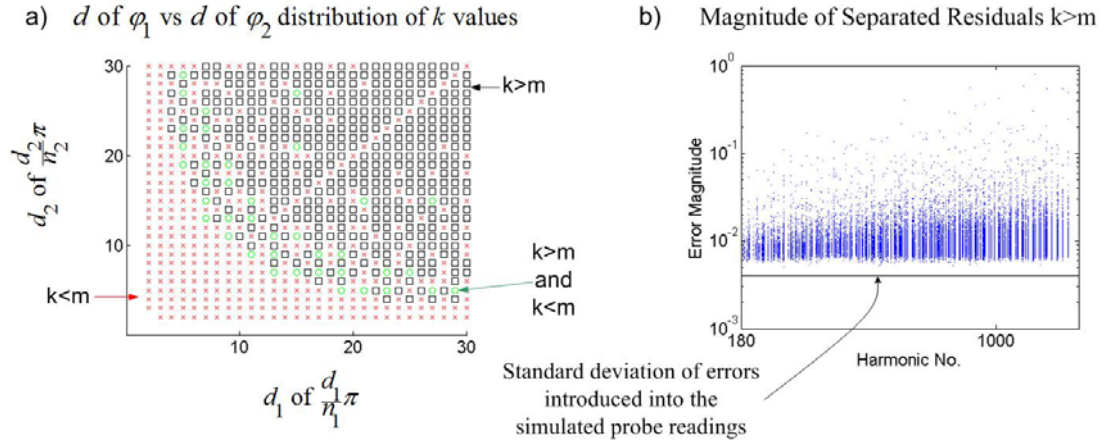 a) d of φ₁ vs d of φ₂ distribution of k values
30
20
10
10
20
30
d₂ of d₂/n₂ π
d₁ of d₁/n₁ π
k>m
k<m
k>m
and
k<m
b) Magnitude of Separated Residuals k>m
10⁰
10⁻¹
10⁻²
10⁻³
Error Magnitude
180
1000
Harmonic No.
Standard deviation of errors
introduced into the
simulated probe readings